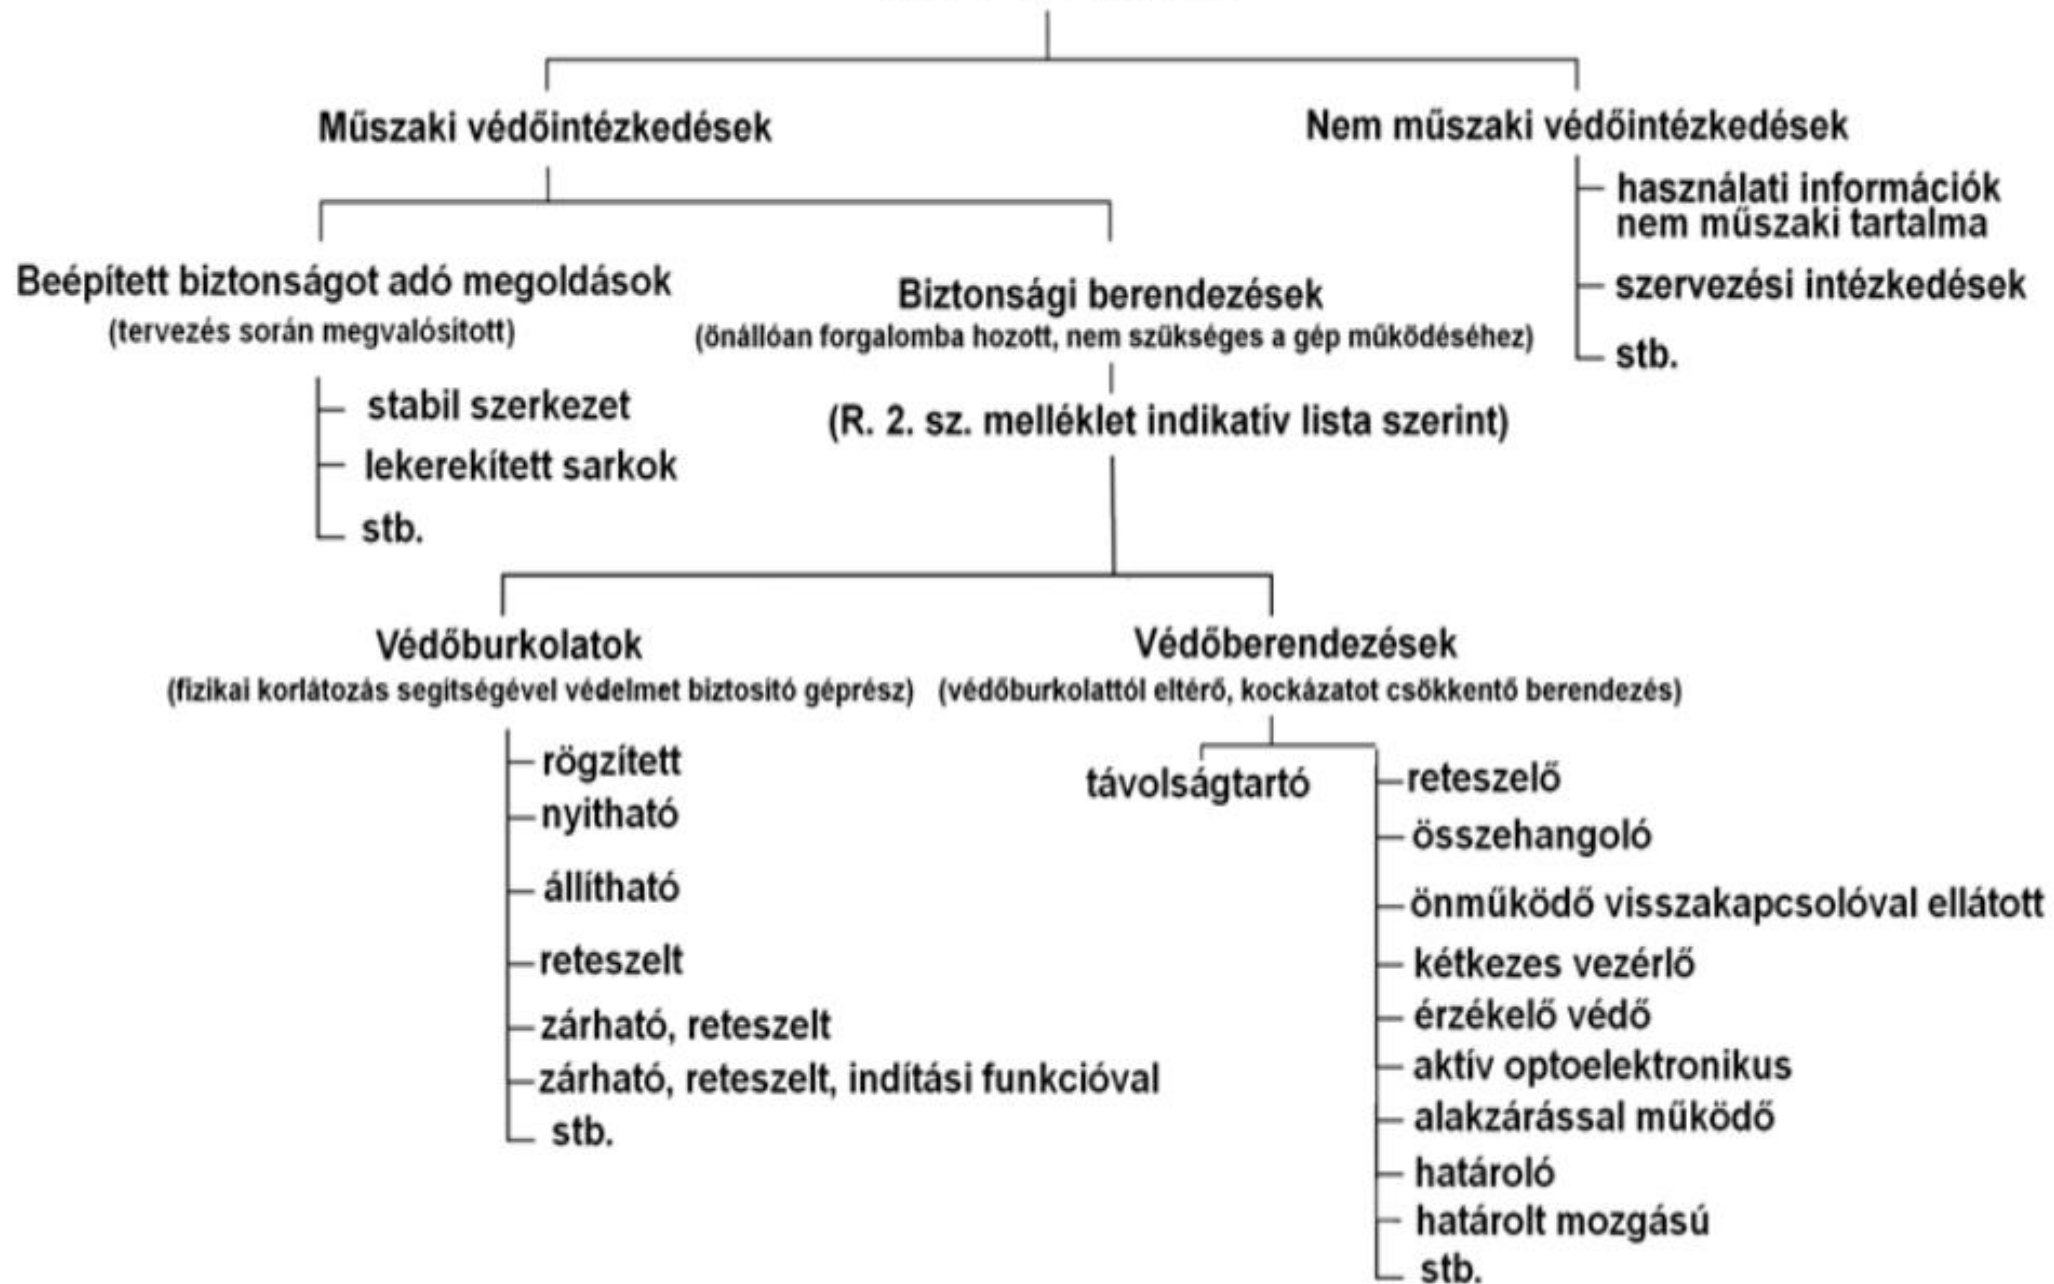 Műszaki védőintézkedések
Nem műszaki védőintézkedések
használati információk
nem műszaki tartalma
szervezési intézkedések
stb.
Beépített biztonságot adó megoldások
(tervezés során megvalósított)
stabil szerkezet
lekerekített sarkok
stb.
Biztonsági berendezések
(önállóan forgalomba hozott, nem szükséges a gép működéséhez)
(R. 2. sz. melléklet indikatív lista szerint)
Védőburkolatok
(fizikai korlátozás segítségével védelmet biztosító géprész)
rögzített
nyitható
állítható
reteszelt
zárható, reteszelt
zárható, reteszelt, indítási funkcióval
stb.
Védőberendezések
(védőburkolattól eltérő, kockázatot csökkentő berendezés)
távolságtartó
reteszelő
összehangoló
önműködő visszakapcsolóval ellátott
kétkezes vezérlő
érzékelő védő
aktív optoelektronikus
alakzárással működő
határoló
határolt mozgású
stb.